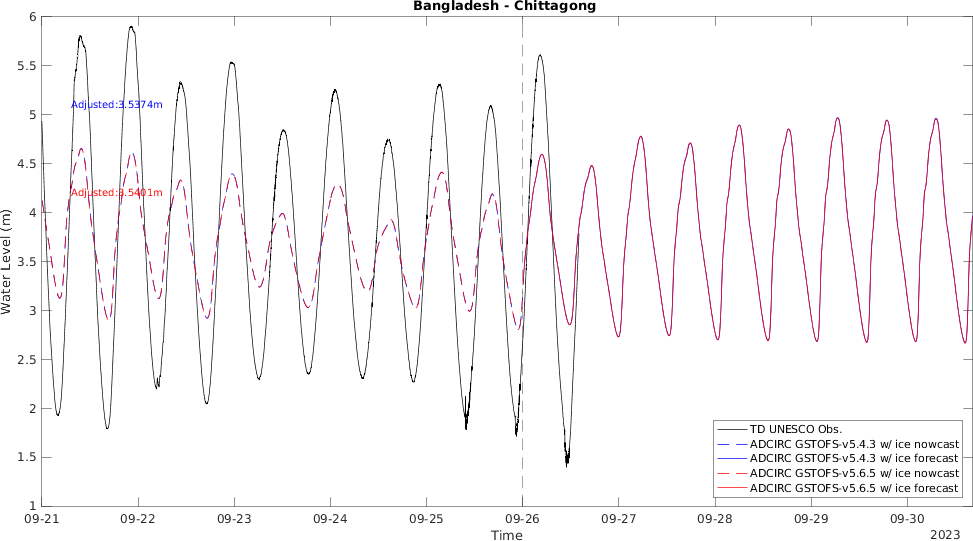 Bangladesh - Chittagong
6
5.5
5
4.5
4
3.5
3
2.5
2
1.5
1
Water Level (m)
Adjusted:3.5374m
Adjusted:3.5401m
TD UNESCO Obs.
ADCIRC GSTOFS-v5.4.3 w/ ice nowcast
ADCIRC GSTOFS-v5.4.3 w/ ice forecast
ADCIRC GSTOFS-v5.6.5 w/ ice nowcast
ADCIRC GSTOFS-v5.6.5 w/ ice forecast
09-21 09-22 09-23 09-24 09-25 09-26 09-27 09-28 09-29 09-30
Time
2023